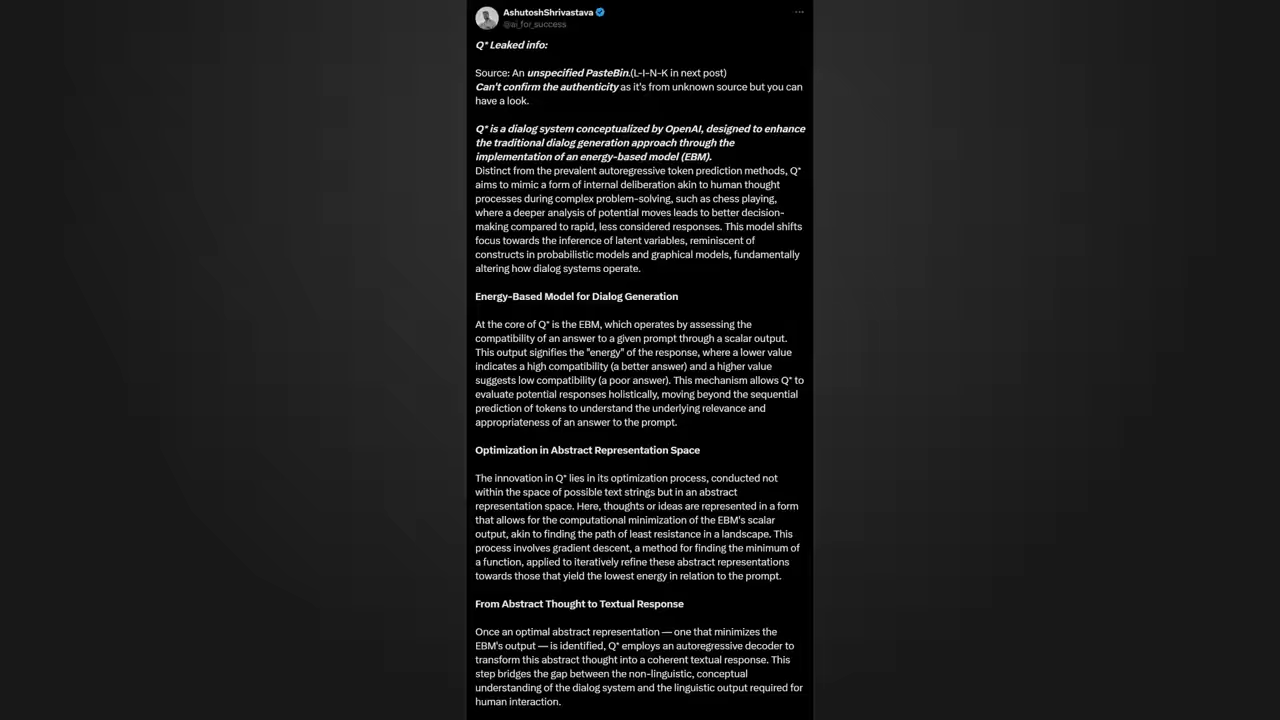 AshutoshShrivastava
@ai_for_success
Q* Leaked info:
Source: An unspecified PasteBin.(L-I-N-K in next post)
Can't confirm the authenticity as it's from unknown source but you can
have a look.
Q* is a dialog system conceptualized by OpenAI, designed to enhance
the traditional dialog generation approach through the
implementation of an energy-based model (EBM).
Distinct from the prevalent autoregressive token prediction methods, Q*
aims to mimic a form of internal deliberation akin to human thought
processes during complex problem-solving, such as chess playing,
where a deeper analysis of potential moves leads to better decision-
making compared to rapid, less considered responses. This model shifts
focus towards the inference of latent variables, reminiscent of
constructs in probabilistic models and graphical models, fundamentally
altering how dialog systems operate.
Energy-Based Model for Dialog Generation
At the core of Q* is the EBM, which operates by assessing the
compatibility of an answer to a given prompt through a scalar output.
This output signifies the "energy" of the response, where a lower value
indicates a high compatibility (a better answer) and a higher value
suggests low compatibility (a poor answer). This mechanism allows Q* to
evaluate potential responses holistically, moving beyond the sequential
prediction of tokens to understand the underlying relevance and
appropriateness of an answer to the prompt.
Optimization in Abstract Representation Space
The innovation in Q* lies in its optimization process, conducted not
within the space of possible text strings but in an abstract
representation space. Here, thoughts or ideas are represented in a form
that allows for the computational minimization of the EBM's scalar
output, akin to finding the path of least resistance in a landscape. This
process involves gradient descent, a method for finding the minimum of
a function, applied to iteratively refine these abstract representations
towards those that yield the lowest energy in relation to the prompt.
From Abstract Thought to Textual Response
Once an optimal abstract representation — one that minimizes the
EBM's output — is identified, Q* employs an autoregressive decoder to
transform this abstract thought into a coherent textual response. This
step bridges the gap between the non-linguistic, conceptual
understanding of the dialog system and the linguistic output required for
human interaction.